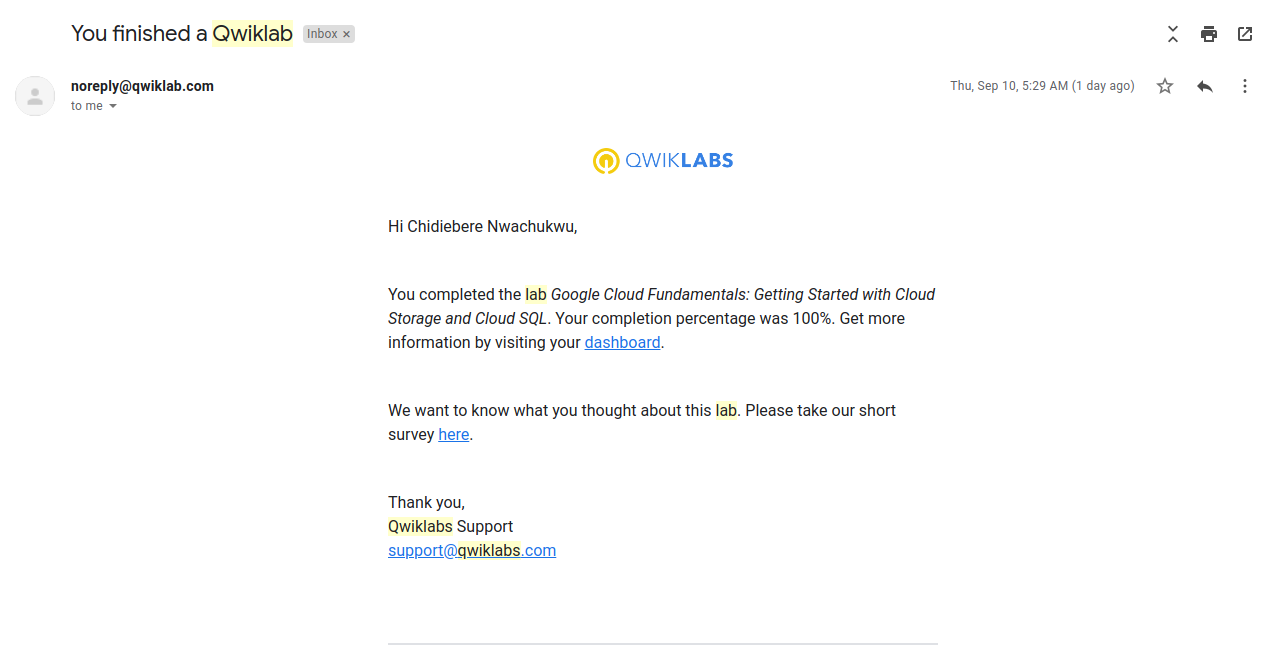 You finished a Qwiklab Inbox ×
noreply@qwiklab.com
Thu, Sep 10, 5:29 AM (1 day ago)
to me
QWIKLABS
Hi Chidiebere Nwachukwu,
You completed the lab Google Cloud Fundamentals: Getting Started with Cloud
Storage and Cloud SQL. Your completion percentage was 100%. Get more
information by visiting your dashboard.
We want to know what you thought about this lab. Please take our short
survey here.
Thank you,
Qwiklabs Support
support@qwiklabs.com